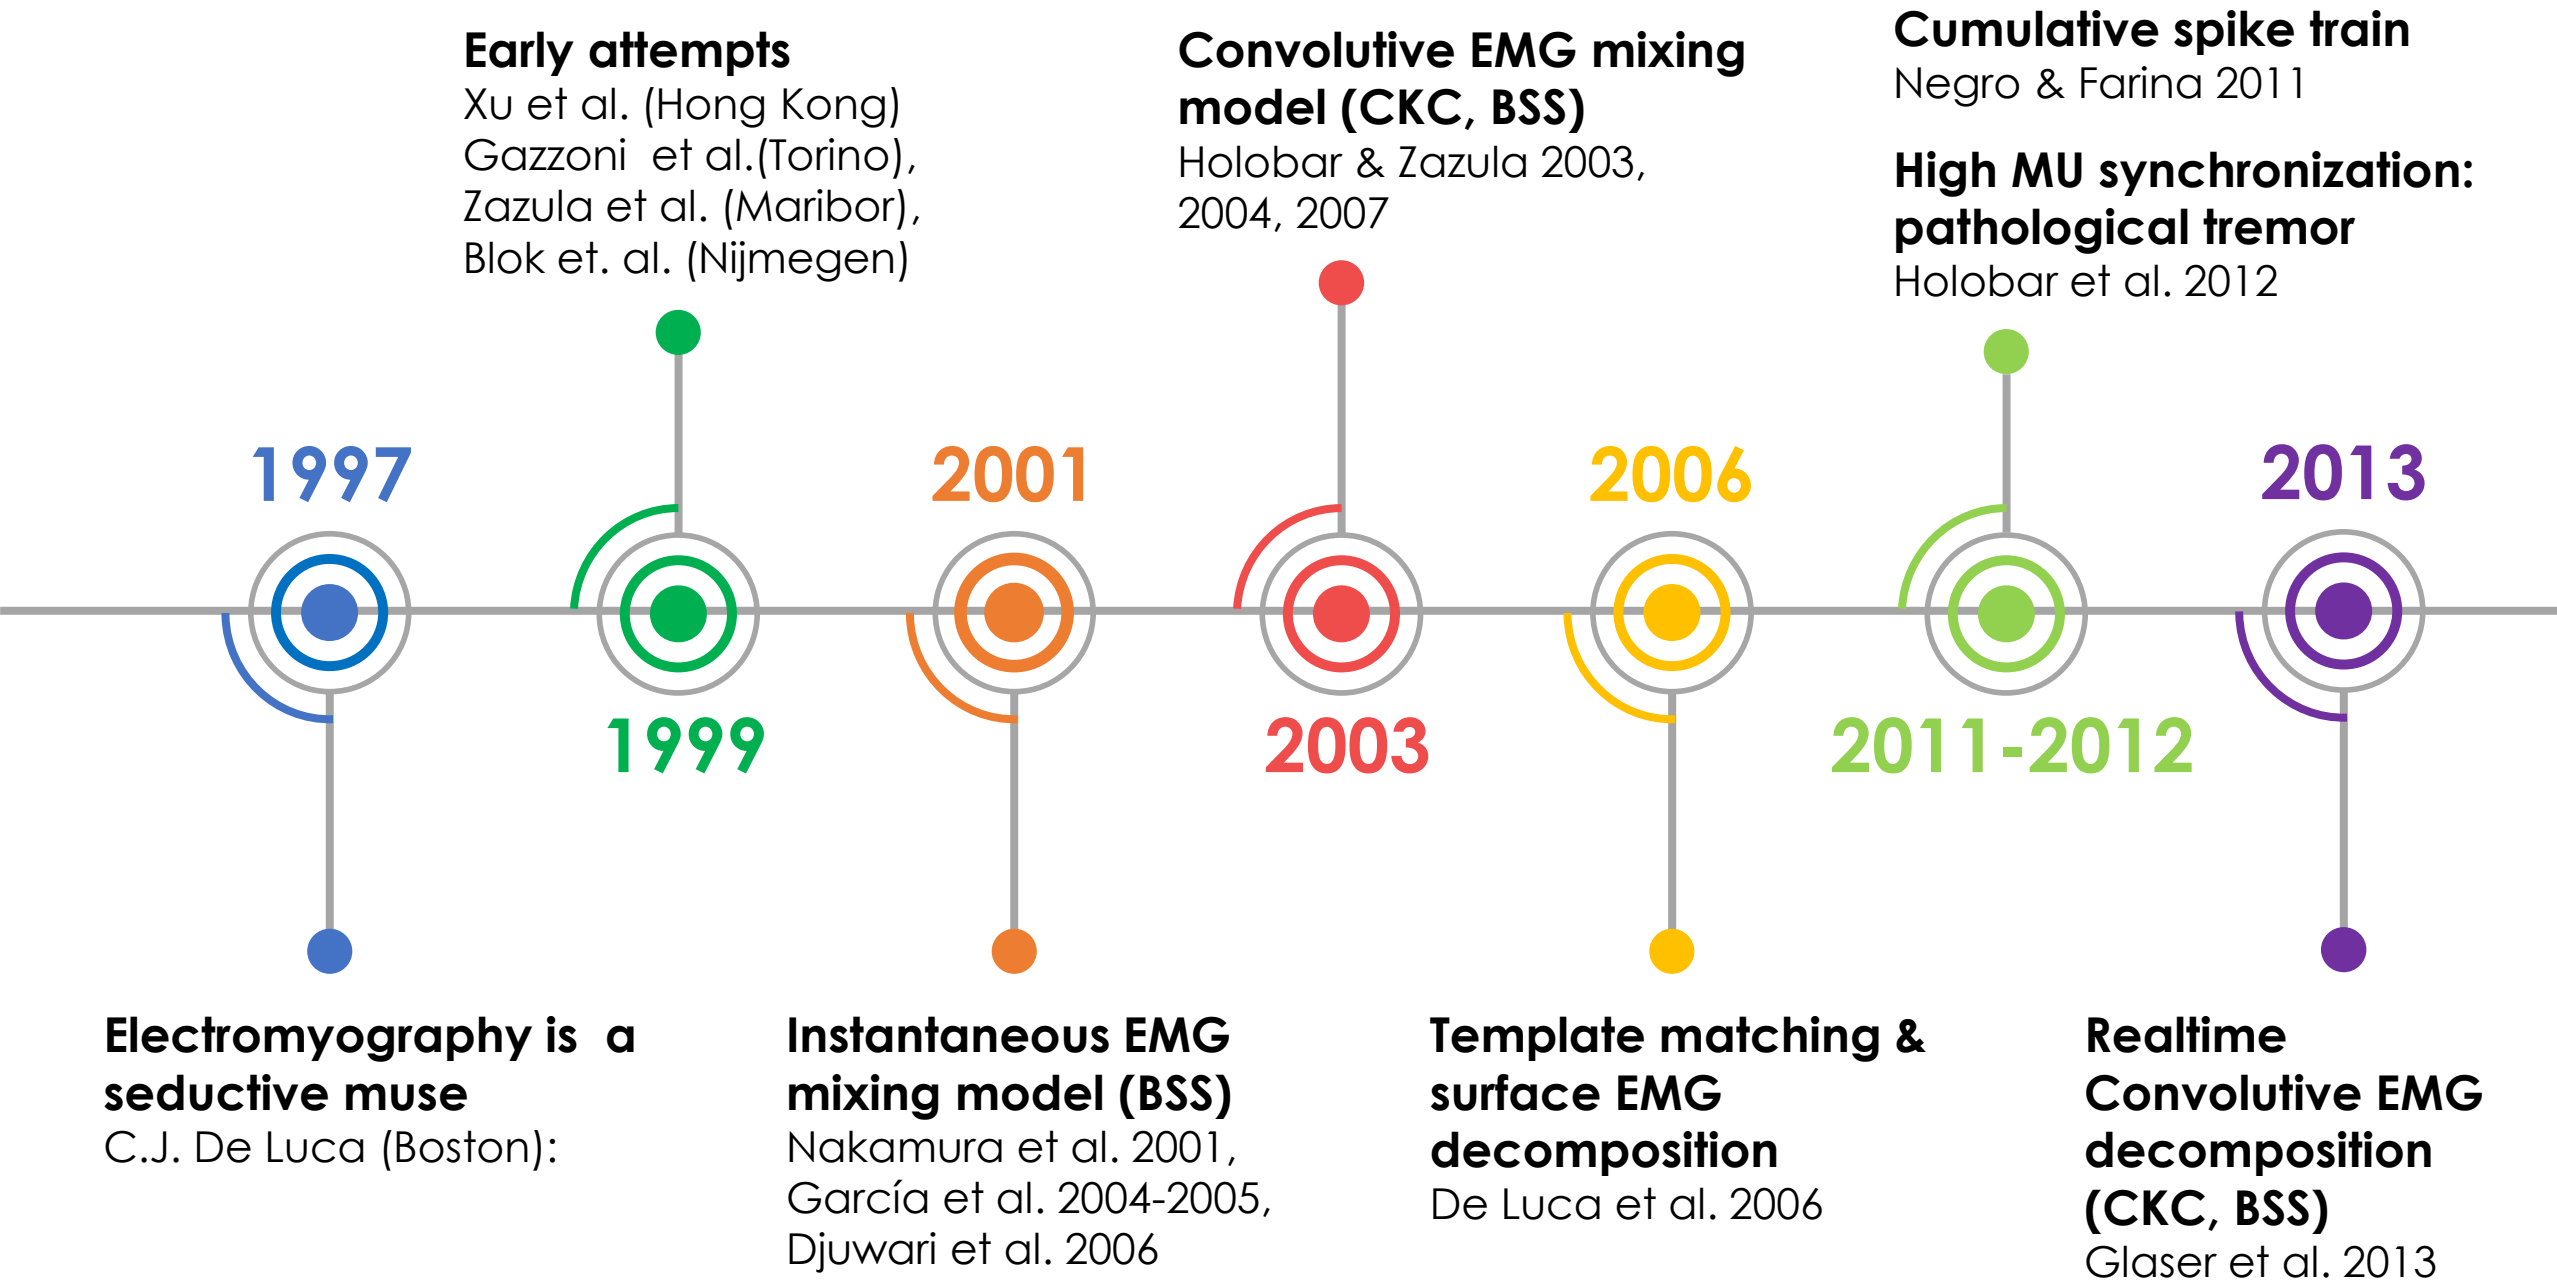 Early attempts
Xu et al. (Hong Kong)
Gazzoni  et al.(Torino),
Zazula et al. (Maribor),
Blok et. al. (Nijmegen)
Convolutive EMG mixing
model (CKC, BSS)
Holobar & Zazula 2003,
2004, 2007
Cumulative spike train
Negro & Farina 2011
High MU synchronization:
pathological tremor
Holobar et al. 2012
1997
1999
2001
2003
2006
2011-2012
2013
Electromyography is  a
seductive muse
C.J. De Luca (Boston):
Instantaneous EMG
mixing model (BSS)
Nakamura et al. 2001,
García et al. 2004-2005,
Djuwari et al. 2006
Template matching &
surface EMG
decomposition
De Luca et al. 2006
Realtime
Convolutive EMG
decomposition
(CKC, BSS)
Glaser et al. 2013